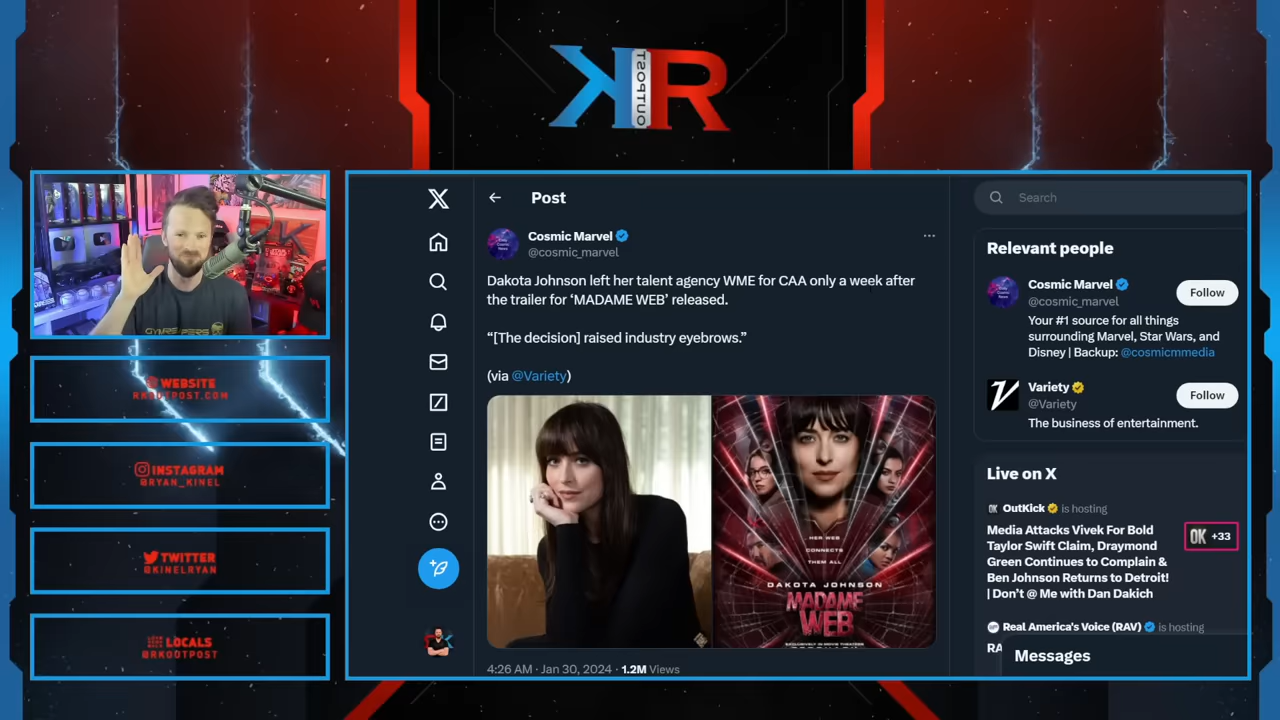 K OUTPOST R
Post
Search
Cosmic Marvel
@cosmic_marvel
Dakota Johnson left her talent agency WME for CAA only a week after
the trailer for ‘MADAME WEB’ released.
“[The decision] raised industry eyebrows.”
(via @Variety)
HER WEB
CONNECTS
THEM ALL
DAKOTA JOHNSON
MADAME
WEB
4:26 AM · Jan 30, 2024 · 1.2M Views
Relevant people
Cosmic Marvel
@cosmic_marvel
Follow
Your #1 source for all things
surrounding Marvel, Star Wars, and
Disney | Backup: @cosmicmmedia
Variety
@Variety
Follow
The business of entertainment.
Live on X
OutKick is hosting
Media Attacks Vivek For Bold
Taylor Swift Claim, Draymond
Green Continues to Complain &
Ben Johnson Returns to Detroit!
| Don’t @ Me with Dan Dakich
OK +33
Real America's Voice (RAV) is hosting
RA
Messages
WEBSITE
RKOUTPOST.COM
INSTAGRAM
@RYAN_KINEL
TWITTER
@KINELRYAN
LOCALS
@RKOUTPOST